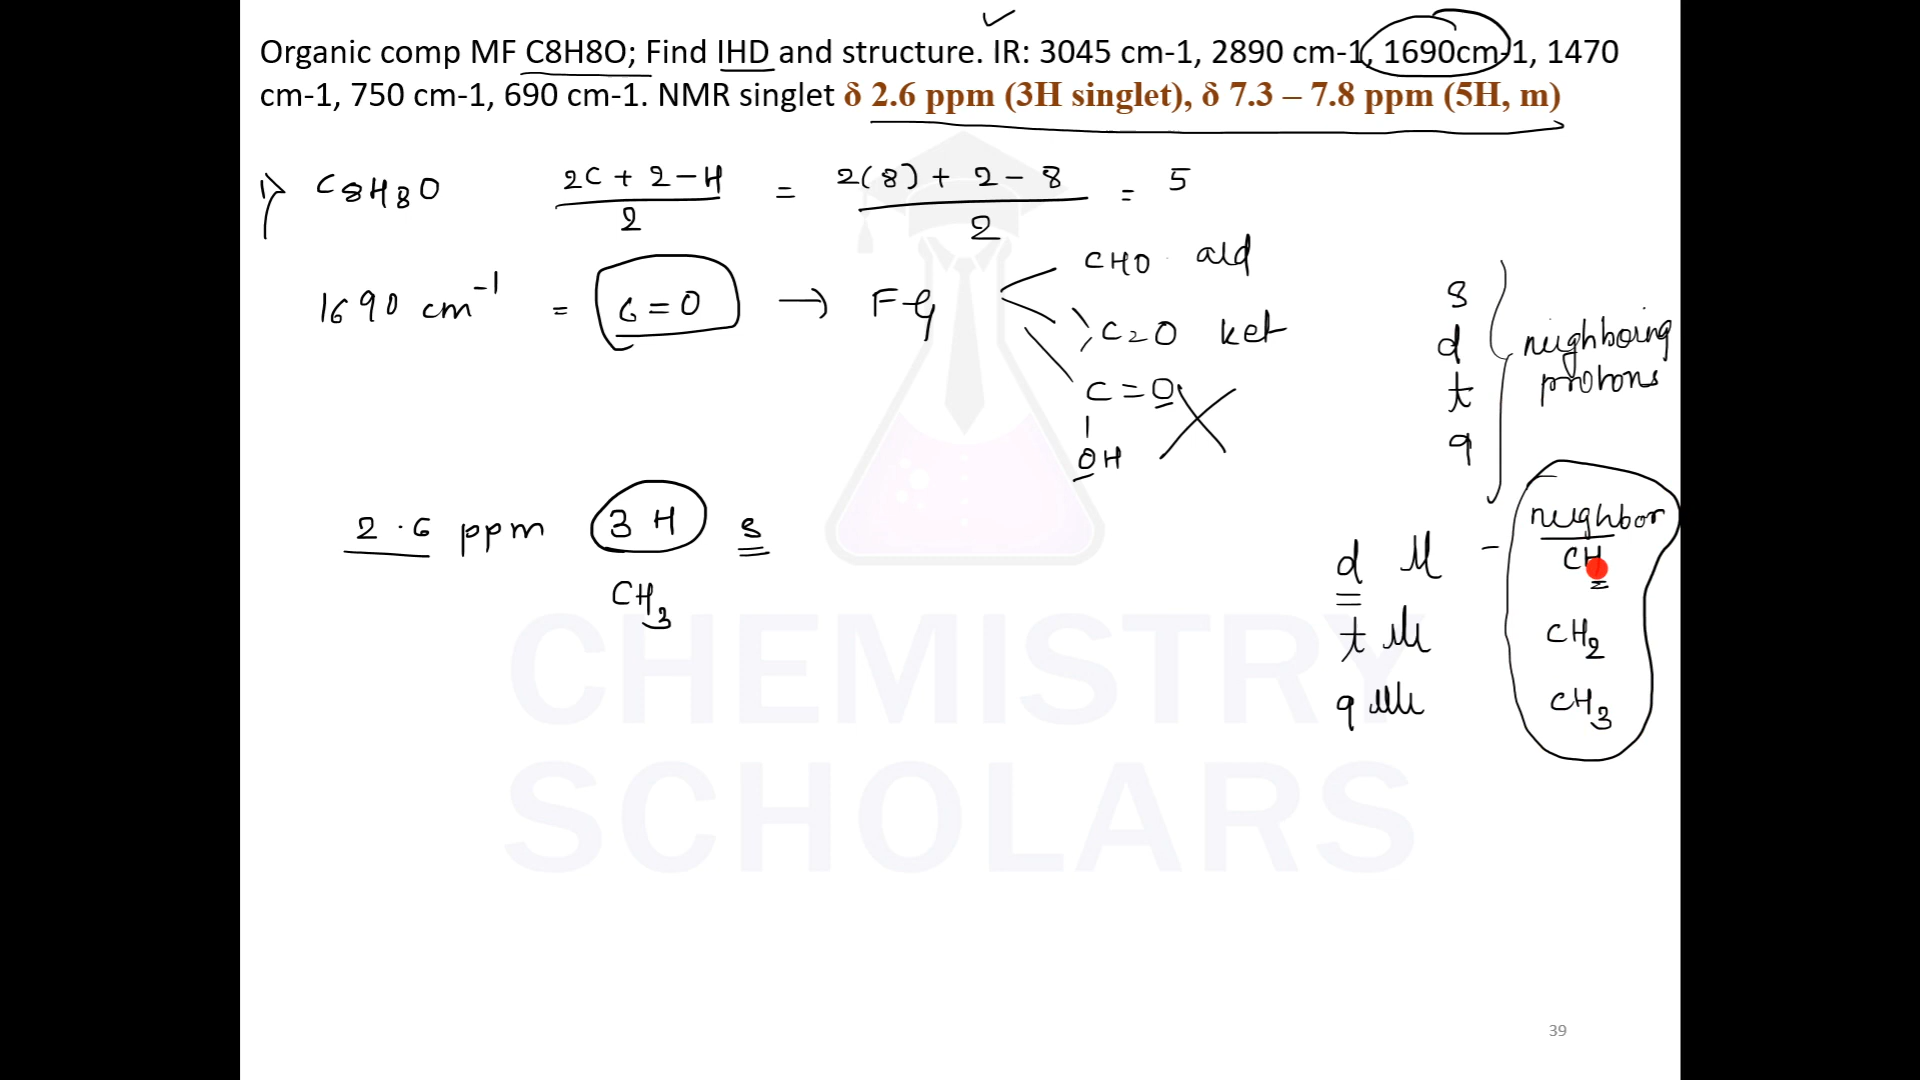 Organic comp MF C8H8O; Find IHD and structure. IR: 3045 cm-1, 2890 cm-1, 1690cm-1, 1470
cm-1, 750 cm-1, 690 cm-1. NMR singlet δ 2.6 ppm (3H singlet), δ 7.3 – 7.8 ppm (5H, m)
C8H8O
2C + 2 - H
2
=
2(8) + 2 - 8
2
= 5
1690 cm-1 = C=O → FG
CHO ald
C=O ket
C=O
OH
s
d
t
q
neighboring
protons
2.6 ppm 3H s
CH3
neighbor
d - CH
t CH2
q CH3
CHEMISTRY
SCHOLARS
39